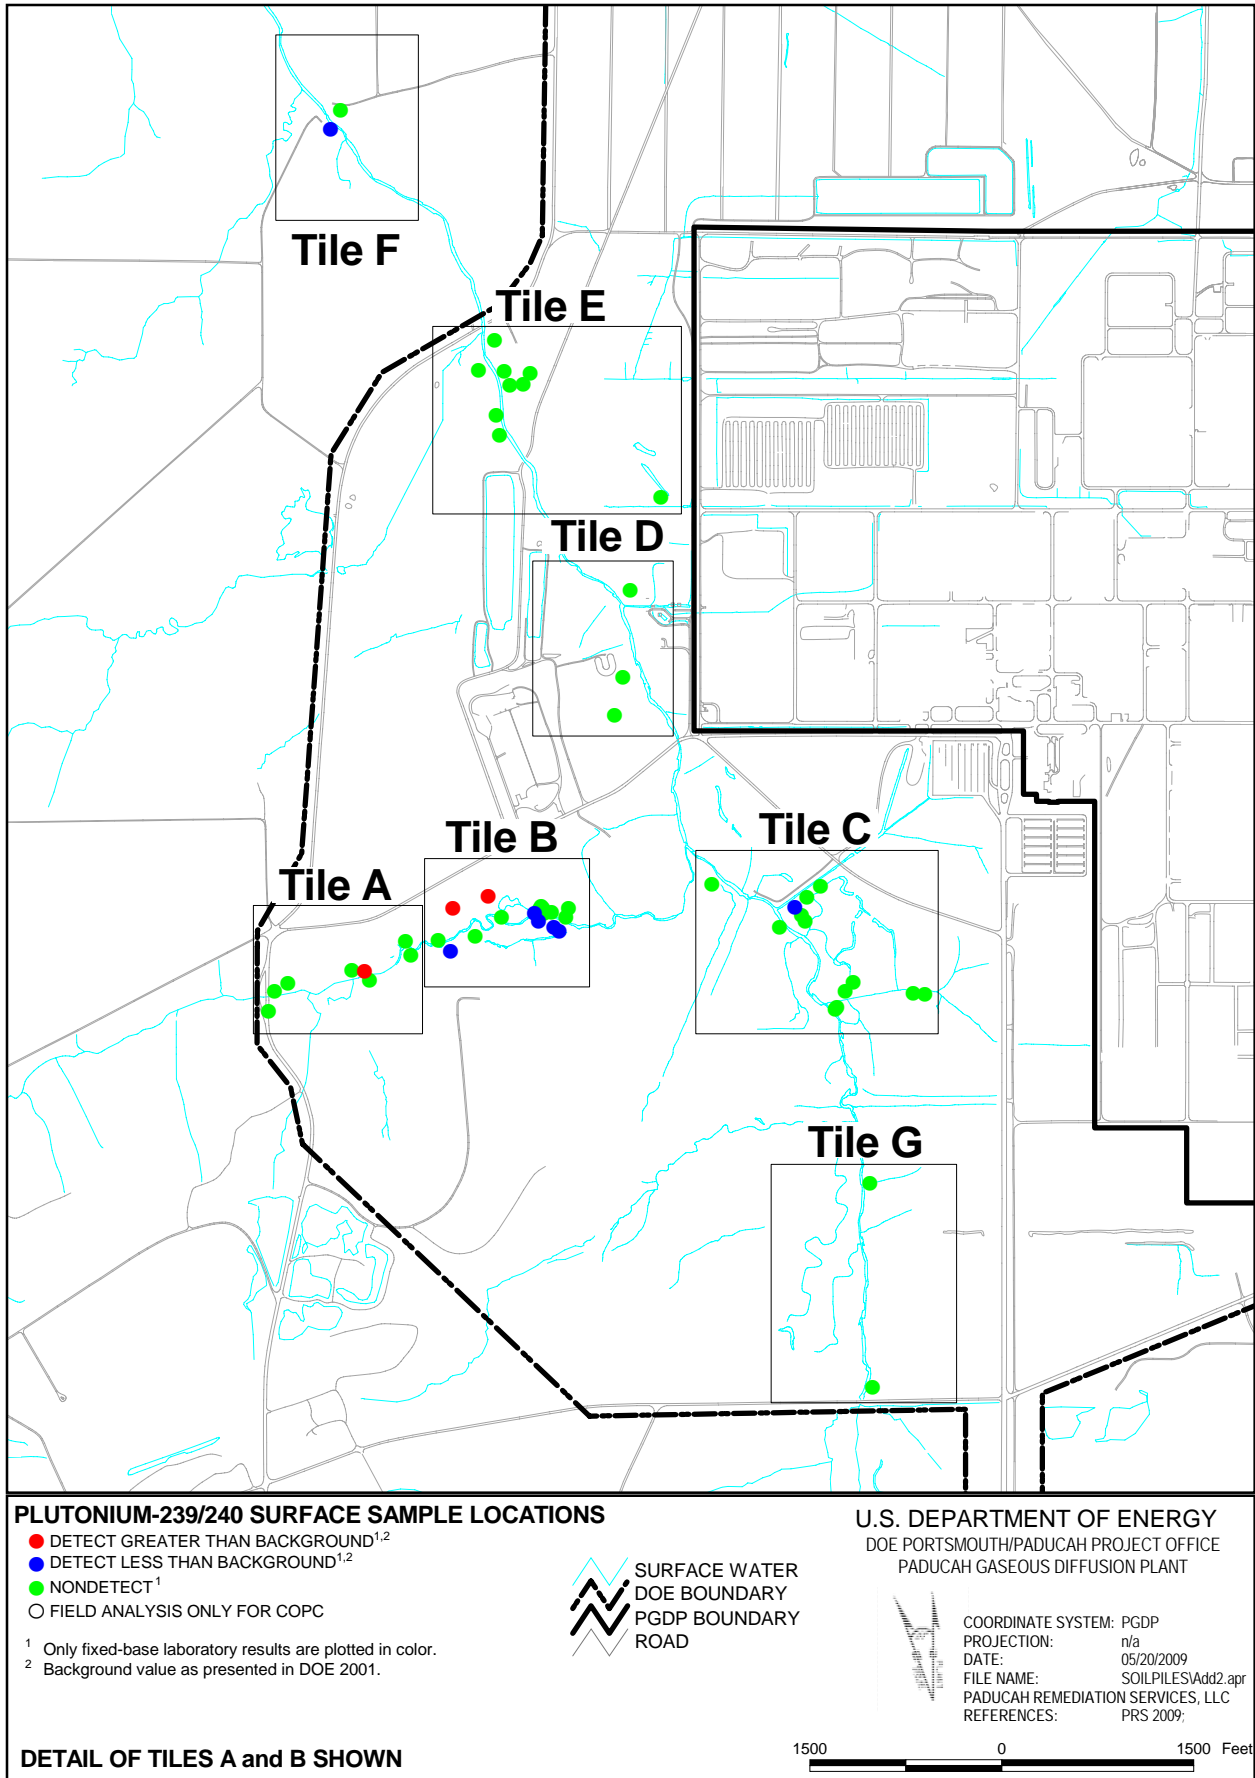 Tile F
Tile E
Tile D
Tile B
Tile C
Tile A
Tile G
PLUTONIUM-239/240 SURFACE SAMPLE LOCATIONS
DETECT GREATER THAN BACKGROUND1,2
DETECT LESS THAN BACKGROUND1,2
NONDETECT1
FIELD ANALYSIS ONLY FOR COPC
1 Only fixed-base laboratory results are plotted in color.
2 Background value as presented in DOE 2001.
DETAIL OF TILES A and B SHOWN
SURFACE WATER
DOE BOUNDARY
PGDP BOUNDARY
ROAD
U.S. DEPARTMENT OF ENERGY
DOE PORTSMOUTH/PADUCAH PROJECT OFFICE
PADUCAH GASEOUS DIFFUSION PLANT
COORDINATE SYSTEM: PGDP
PROJECTION: n/a
DATE: 05/20/2009
FILE NAME: SOILPILES\Add2.apr
PADUCAH REMEDIATION SERVICES, LLC
REFERENCES: PRS 2009;
1500 0 1500 Feet